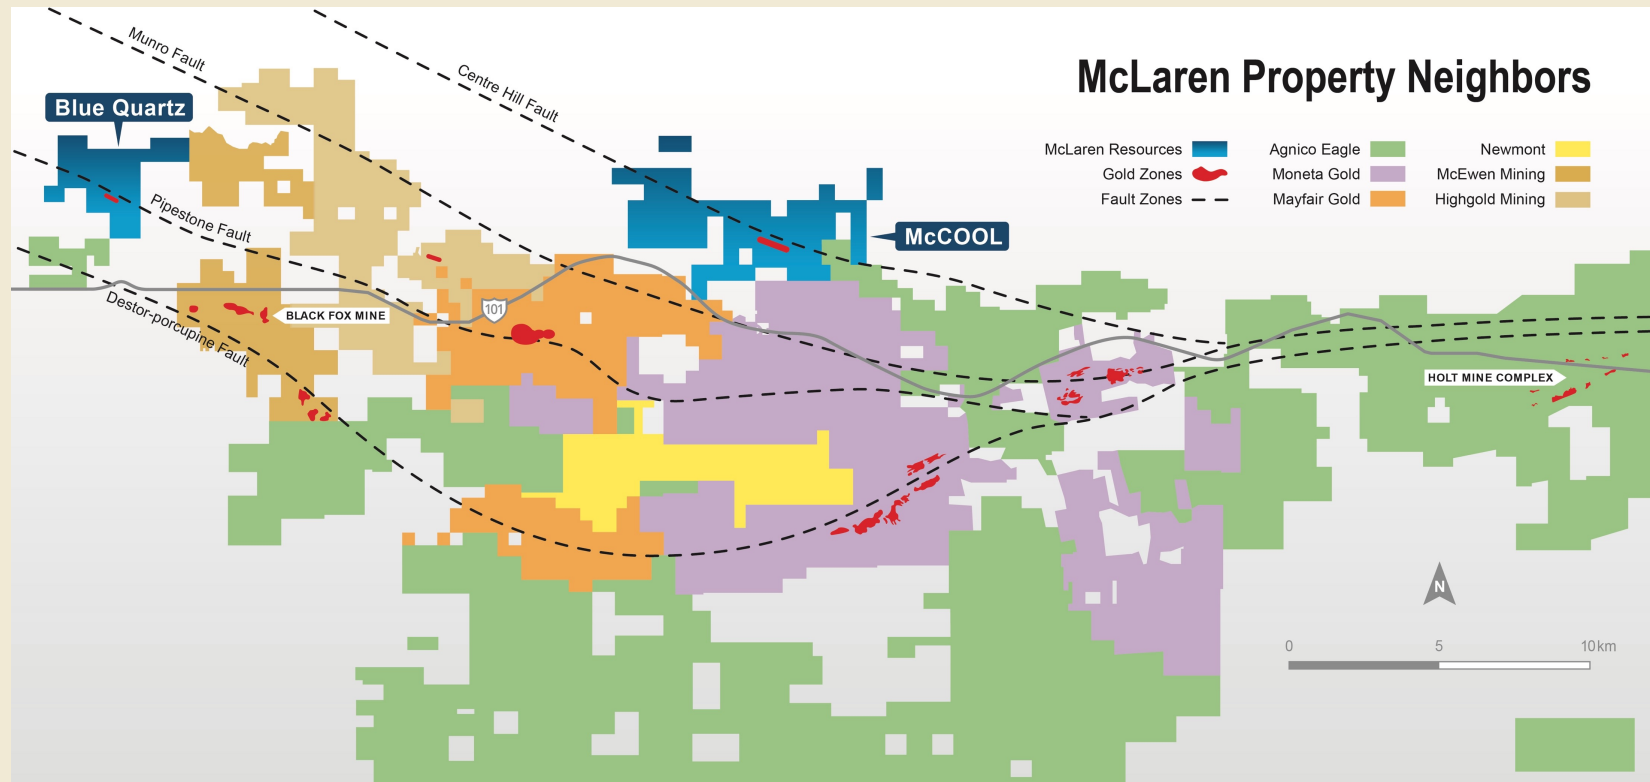 McLaren Property Neighbors
McLaren Resources
Gold Zones
Fault Zones
Agnico Eagle
Moneta Gold
Mayfair Gold
Newmont
McEwen Mining
Highgold Mining
Munro Fault
Centre Hill Fault
Blue Quartz
Pipestone Fault
McCOOL
Destor-porcupine Fault
BLACK FOX MINE
101
HOLT MINE COMPLEX
N
0 5 10km